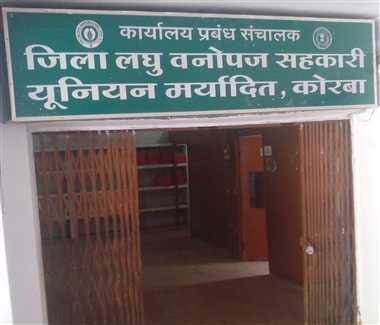 कार्यालय प्रबंध संचालक
जिला लघु वनोपज सहकारी
यूनियन मर्यादित, कोरबा